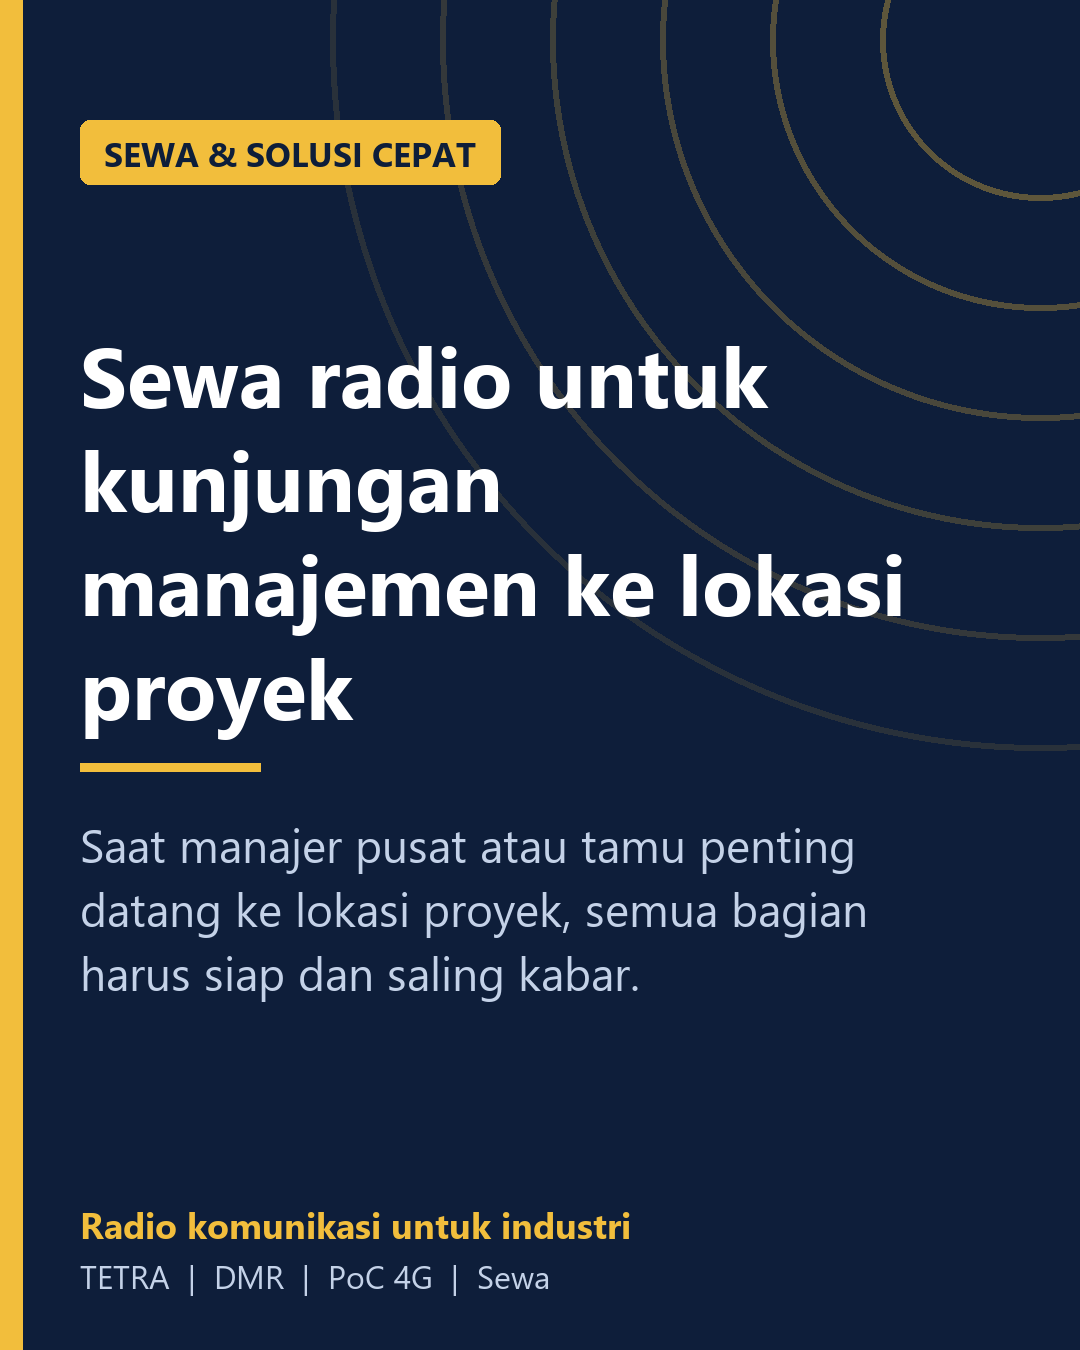 SEWA & SOLUSI CEPAT
Sewa radio untuk
kunjungan
manajemen ke lokasi
proyek
Saat manajer pusat atau tamu penting
datang ke lokasi proyek, semua bagian
harus siap dan saling kabar.
Radio komunikasi untuk industri
TETRA | DMR | PoC 4G | Sewa